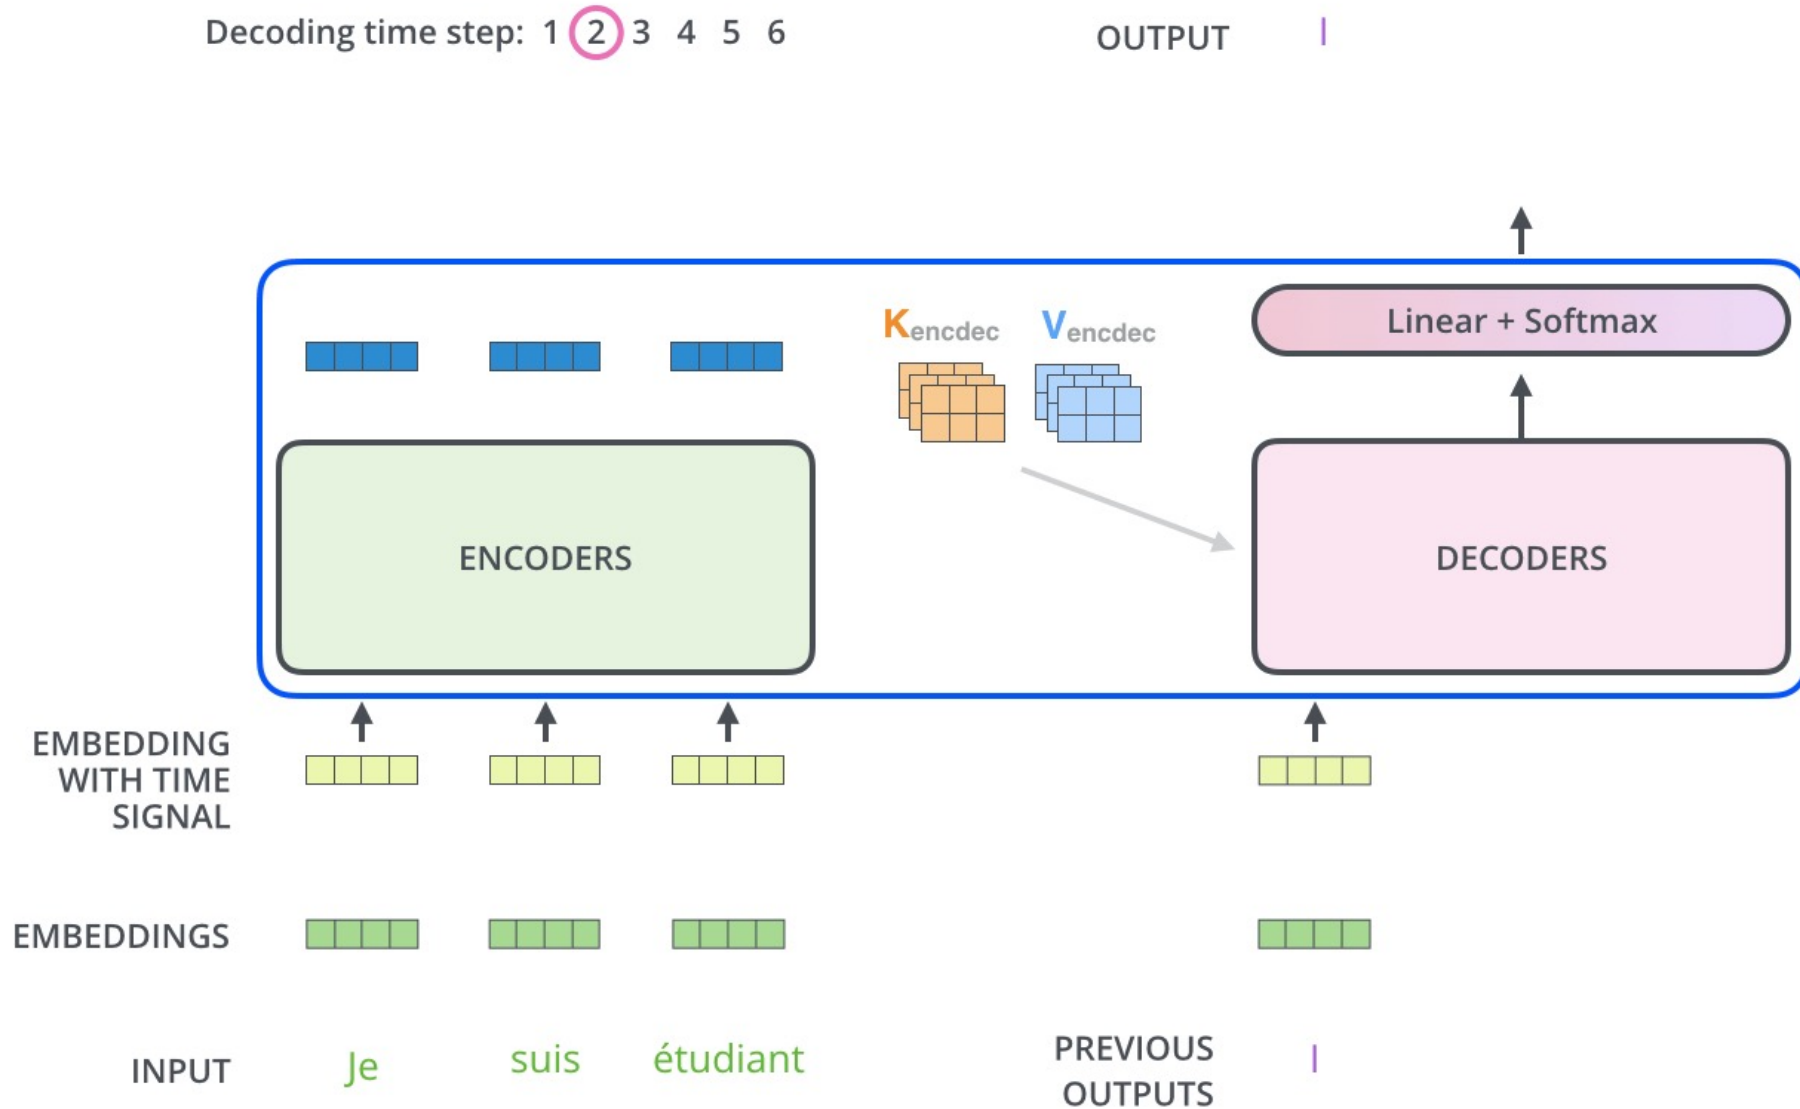 Decoding time step: 1 2 3 4 5 6
OUTPUT I
Kencdec Vencdec
Linear + Softmax
ENCODERS
DECODERS
EMBEDDING
WITH TIME
SIGNAL
EMBEDDINGS
INPUT Je suis étudiant
PREVIOUS
OUTPUTS
I